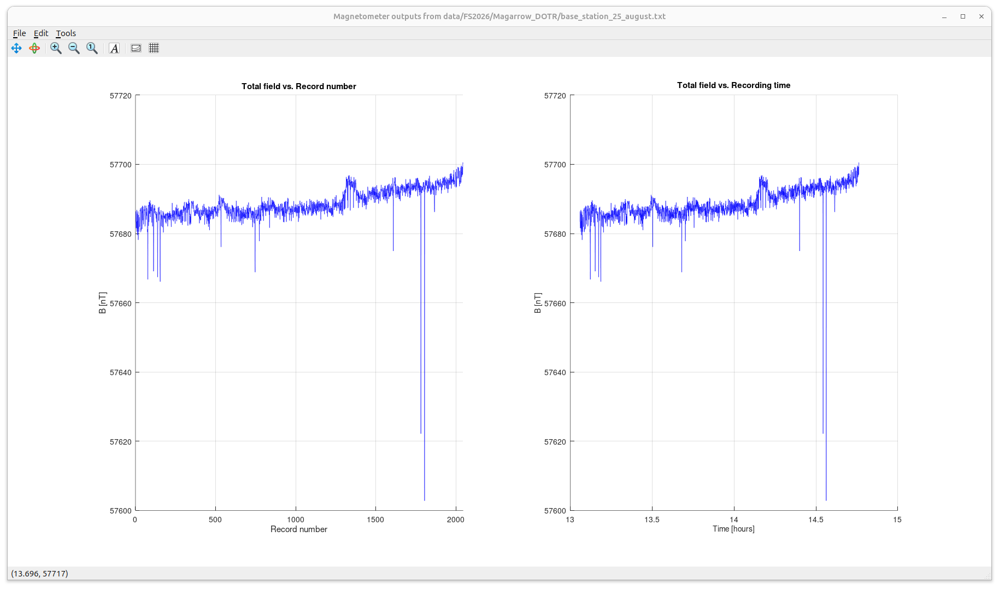 Magnetometer outputs from data/FS2026/Magarrow_DOTR/base_station_25_august.txt
File Edit Tools
1 A
Total field vs. Record number
57720
57700
57680
57660
57640
57620
57600
B [nT]
0 500 1000 1500 2000
Record number
Total field vs. Recording time
57720
57700
57680
57660
57640
57620
57600
B [nT]
13 13.5 14 14.5 15
Time [hours]
(13.696, 57717)